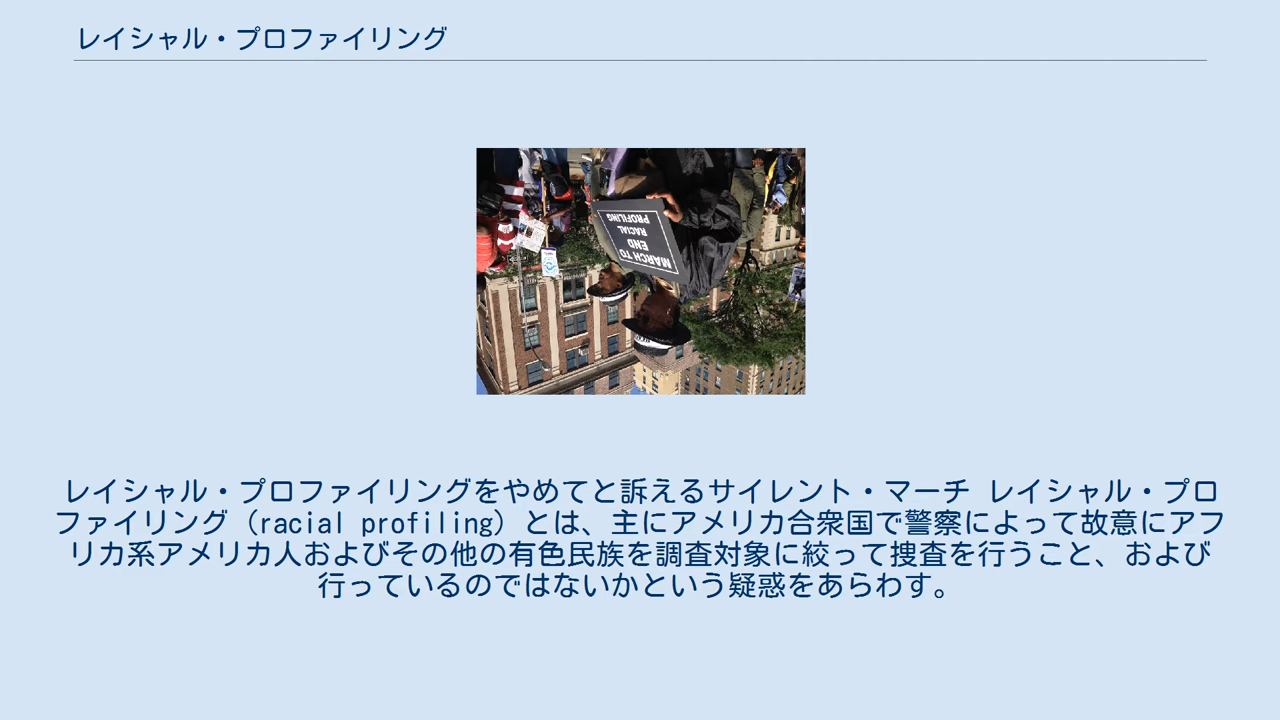 レイシャル・プロファイリング
MARCH TO
END
RACIAL
PROFILING
レイシャル・プロファイリングをやめてと訴えるサイレント・マーチ レイシャル・プロ
ファイリング（racial profiling）とは、主にアメリカ合衆国で警察によって故意にアフ
リカ系アメリカ人およびその他の有色民族を調査対象に絞って捜査を行うこと、および
行っているのではないかという疑惑をあらわす。